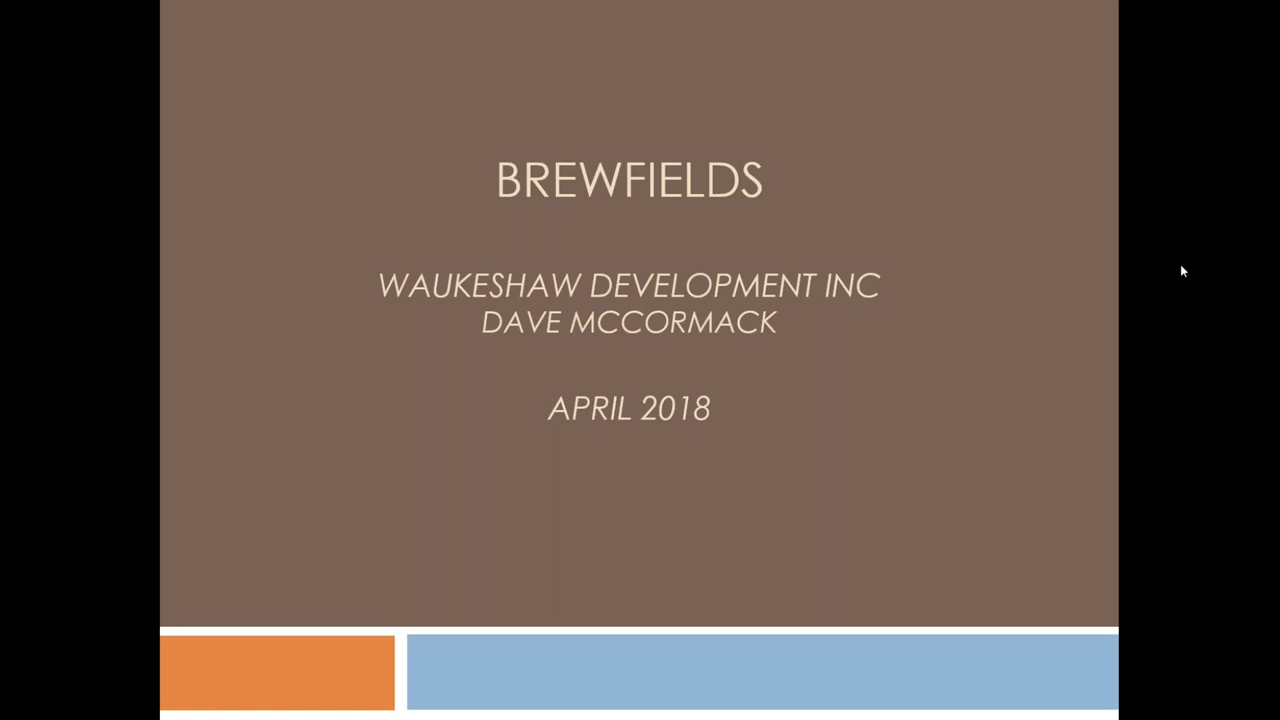 BREWFIELDS
WAUKESHAW DEVELOPMENT INC
DAVE MCCORMACK
APRIL 2018